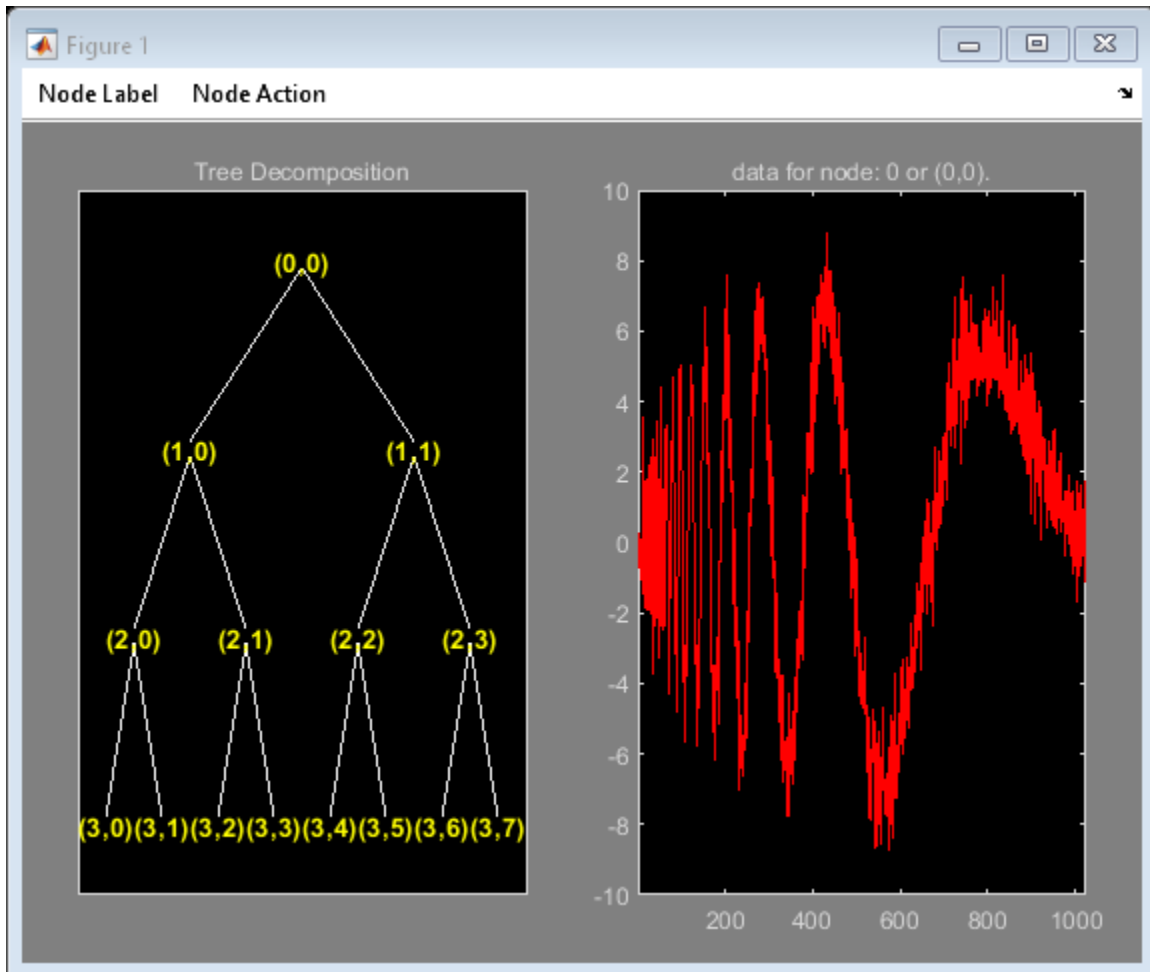 Figure 1
Node Label Node Action
Tree Decomposition
(0,0)
(1,0) (1,1)
(2,0) (2,1) (2,2) (2,3)
(3,0)(3,1)(3,2)(3,3)(3,4)(3,5)(3,6)(3,7)
data for node: 0 or (0,0).
10
8
6
4
2
0
-2
-4
-6
-8
-10
200 400 600 800 1000